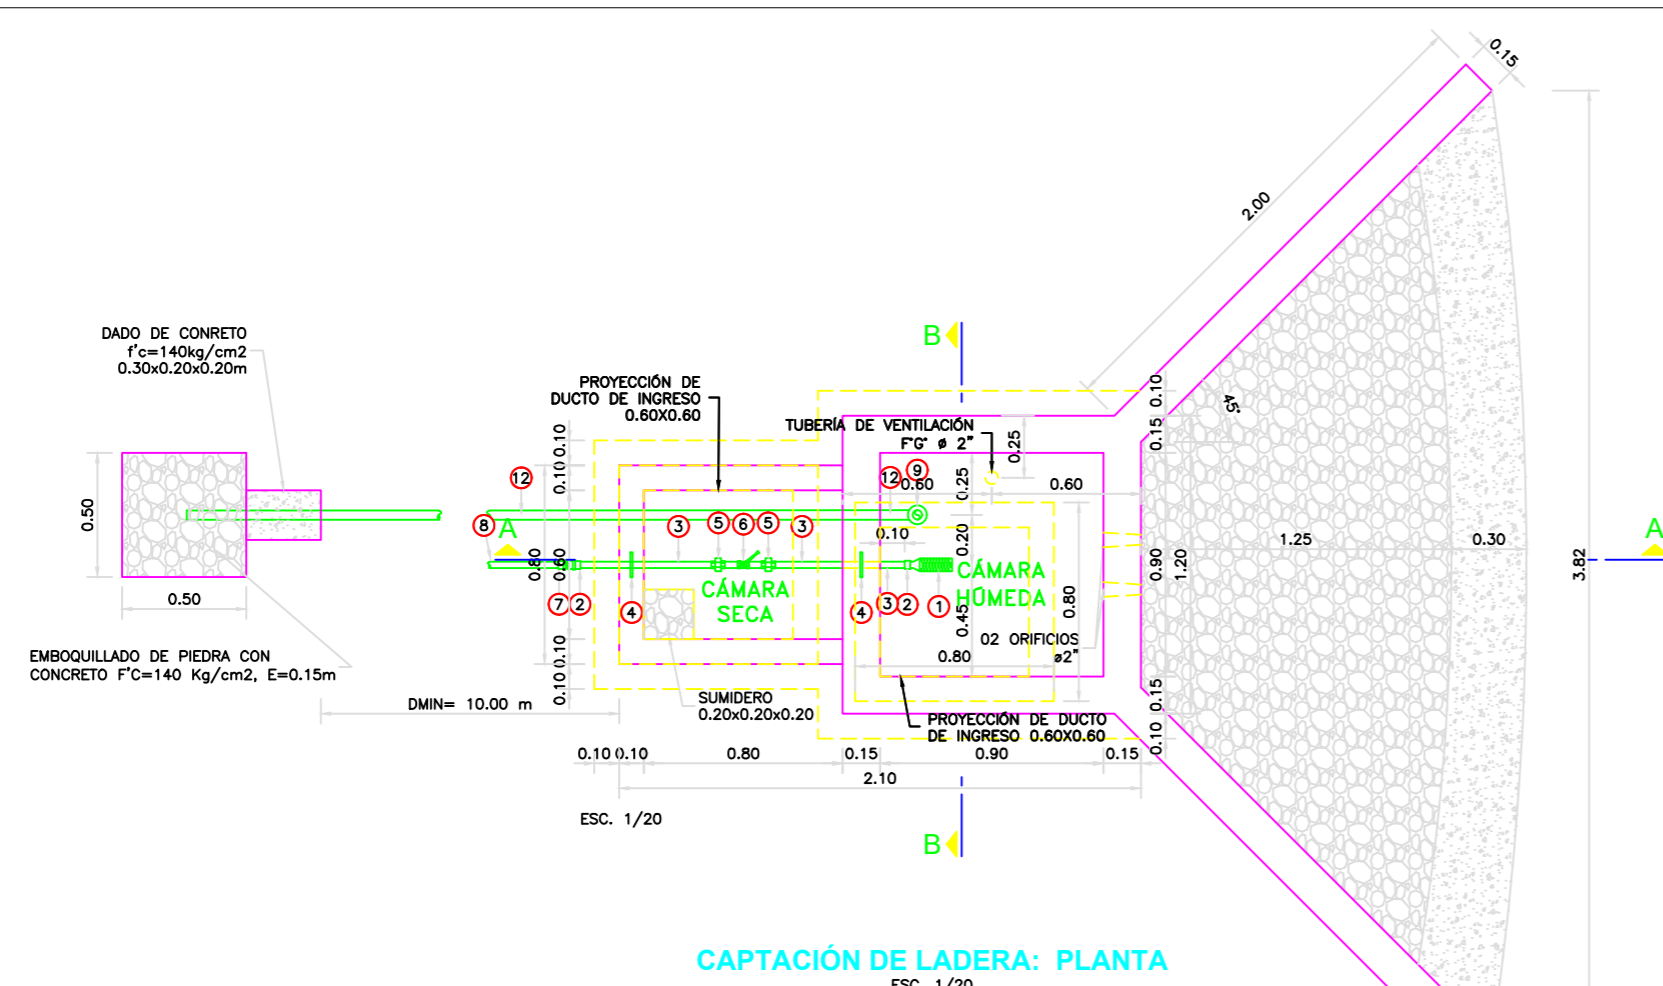 0.15
2.00
3.82
DADO DE CONRETO
f'c=140kg/cm2
0.30x0.20x0.20m
PROYECCIÓN DE
DUCTO DE INGRESO
0.60X0.60
B
TUBERÍA DE VENTILACIÓN
F'G' ø 2"
0.10
45°
0.15
0.25
0.10
0.10
12
12
9
0.60
0.25
0.60
0.50
8
A
3
5
6
5
3
0.10
0.20
1.25
0.30
A
0.80
0.60
CÁMARA
SECA
CÁMARA
HÚMEDA
0.90
1.20
0.50
7
2
4
4
3
2
1
0.45
0.80
02 ORIFICIOS
ø2"
0.80
EMBOQUILLADO DE PIEDRA CON
CONCRETO F'C=140 Kg/cm2, E=0.15m
0.10
0.10
DMIN= 10.00 m
SUMIDERO
0.20x0.20x0.20
PROYECCIÓN DE DUCTO
DE INGRESO 0.60X0.60
0.15
0.10
0.10
0.10
0.80
0.15
0.90
0.15
2.10
ESC. 1/20
B
CAPTACIÓN DE LADERA: PLANTA
ESC. 1/20